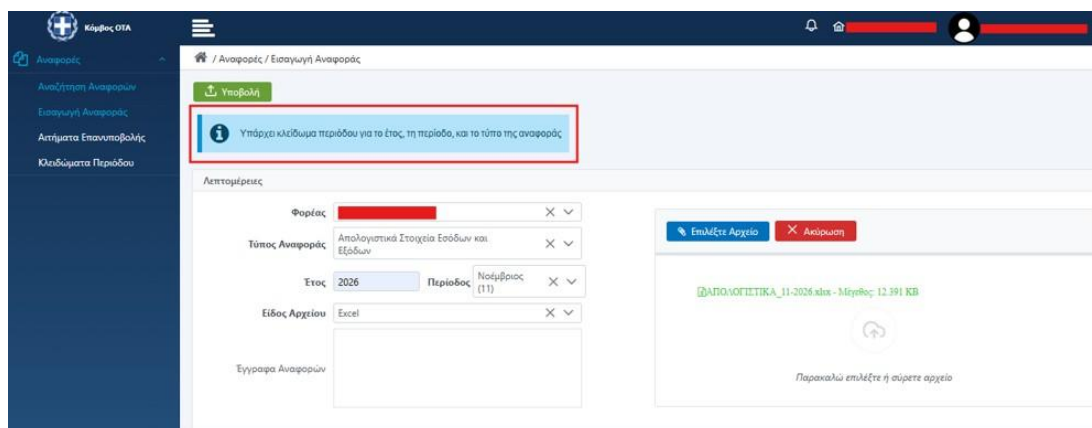 Κόμβος ΟΤΑ
Αναφορές
/ Αναφορές / Εισαγωγή Αναφοράς
Αναζήτηση Αναφορών
Εισαγωγή Αναφοράς
Αιτήματα Επανυποβολής
Κλειδώματα Περιόδου
Υποβολή
Υπάρχει κλείδωμα περιόδου για το έτος, τη περίοδο, και το τύπο της αναφοράς
Λεπτομέρειες
Φορέας
Τύπος Αναφοράς
Απολογιστικά Στοιχεία Εσόδων και
Εξόδων
Έτος 2026 Περίοδος Νοέμβριος
(11)
Είδος Αρχείου Excel
Έγγραφα Αναφορών
Επιλέξτε Αρχείο Ακύρωση
ΑΠΟΛΟΓΙΣΤΙΚΑ_11-2026.xlsx - Μέγεθος: 12.391 KB
Παρακαλώ επιλέξτε ή σύρετε αρχείο